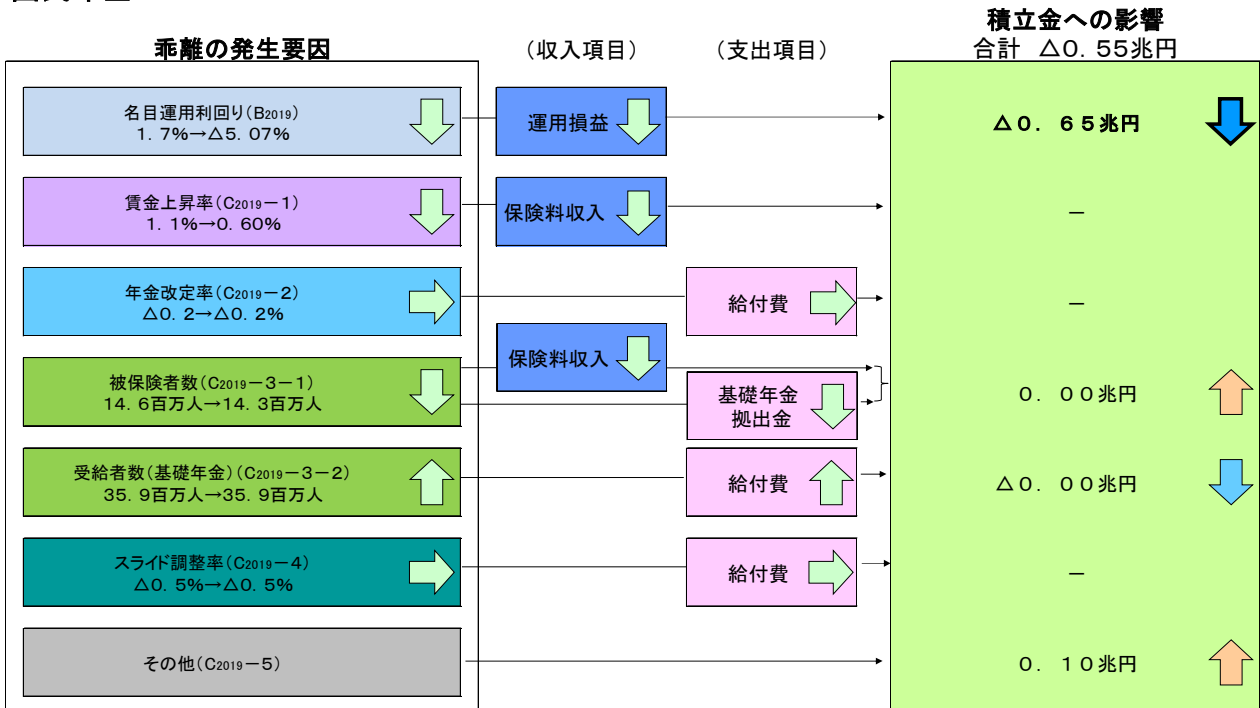 乖離の発生要因
(収入項目)
(支出項目)
積立金への影響
合計 △0.55兆円
名目運用利回り(B2019)
1.7%→△5.07%
運用損益
△0.65兆円
賃金上昇率(C2019-1)
1.1%→0.60%
保険料収入
－
年金改定率(C2019-2)
△0.2→△0.2%
給付費
－
保険料収入
被保険者数(C2019-3-1)
14.6百万人→14.3百万人
基礎年金
拠出金
0.00兆円
受給者数(基礎年金)(C2019-3-2)
35.9百万人→35.9百万人
給付費
△0.00兆円
スライド調整率(C2019-4)
△0.5%→△0.5%
給付費
－
その他(C2019-5)
0.10兆円